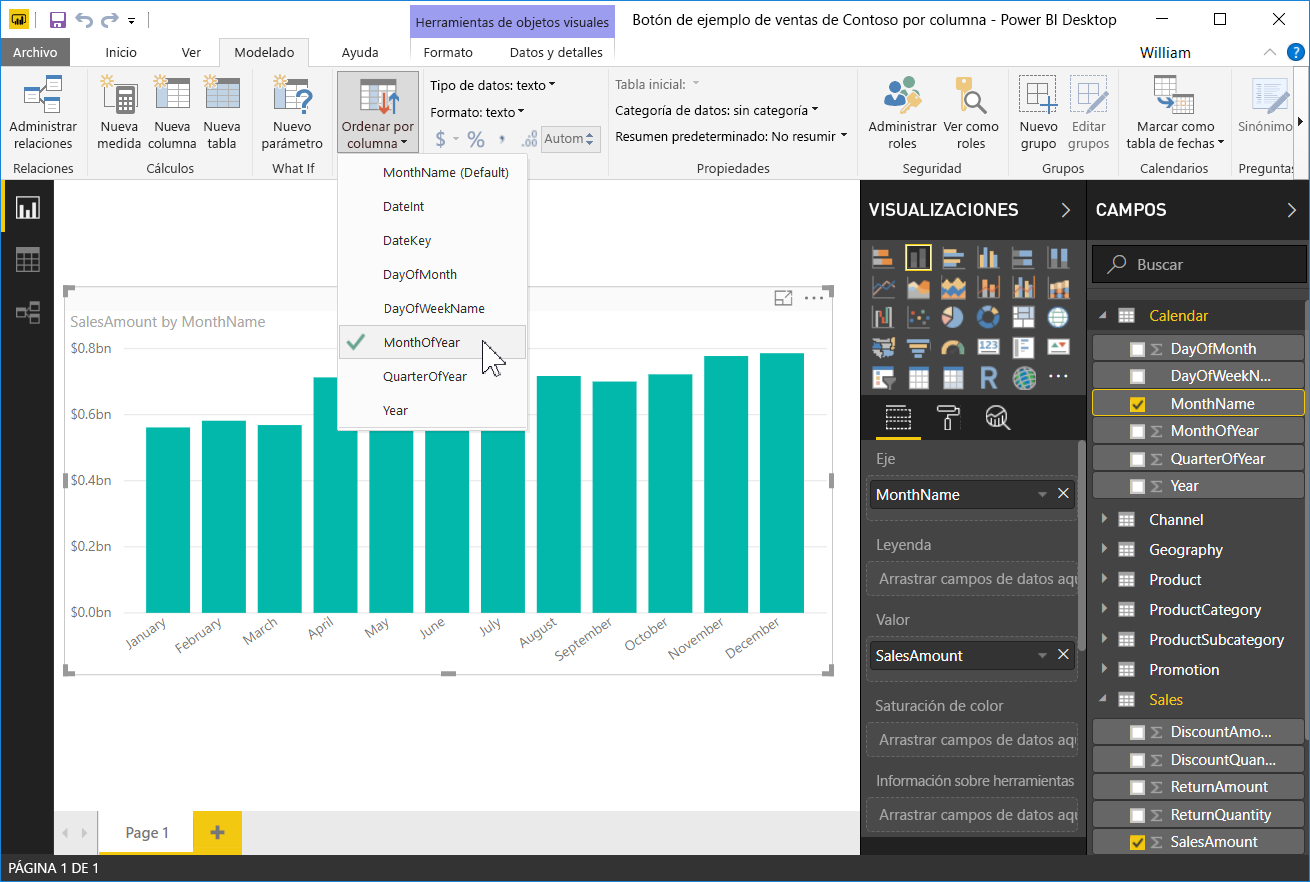 Herramientas de objetos visuales
Botón de ejemplo de ventas de Contoso por columna - Power BI Desktop
Archivo
Inicio
Ver
Modelado
Ayuda
Formato
Datos y detalles
William
?
Administrar
relaciones
Relaciones
Nueva
medida
Nueva
columna
Nueva
tabla
Cálculos
Nuevo
parámetro
What If
Ordenar por
columna
Tipo de datos: texto
Formato: texto
$ % , .00 Autom
Tabla inicial:
Categoría de datos: sin categoría
Resumen predeterminado: No resumir
Propiedades
Administrar
roles
Ver como
roles
Seguridad
Nuevo
grupo
Editar
grupos
Grupos
Marcar como
tabla de fechas
Calendarios
Sinónimo
Preguntas
MonthName (Default)
DateInt
DateKey
DayOfMonth
DayOfWeekName
MonthOfYear
QuarterOfYear
Year
SalesAmount by MonthName
$0.8bn
$0.6bn
$0.4bn
$0.2bn
$0.0bn
January
February
March
April
May
June
July
August
September
October
November
December
Page 1
PÁGINA 1 DE 1
VISUALIZACIONES
123
R
Eje
MonthName
Leyenda
Arrastrar campos de datos aqu
Valor
SalesAmount
Saturación de color
Arrastrar campos de datos aqu
Información sobre herramientas
Arrastrar campos de datos aqu
CAMPOS
Buscar
Calendar
DayOfMonth
DayOfWeekN...
MonthName
MonthOfYear
QuarterOfYear
Year
Channel
Geography
Product
ProductCategory
ProductSubcategory
Promotion
Sales
DiscountAmo...
DiscountQuan...
ReturnAmount
ReturnQuantity
SalesAmount